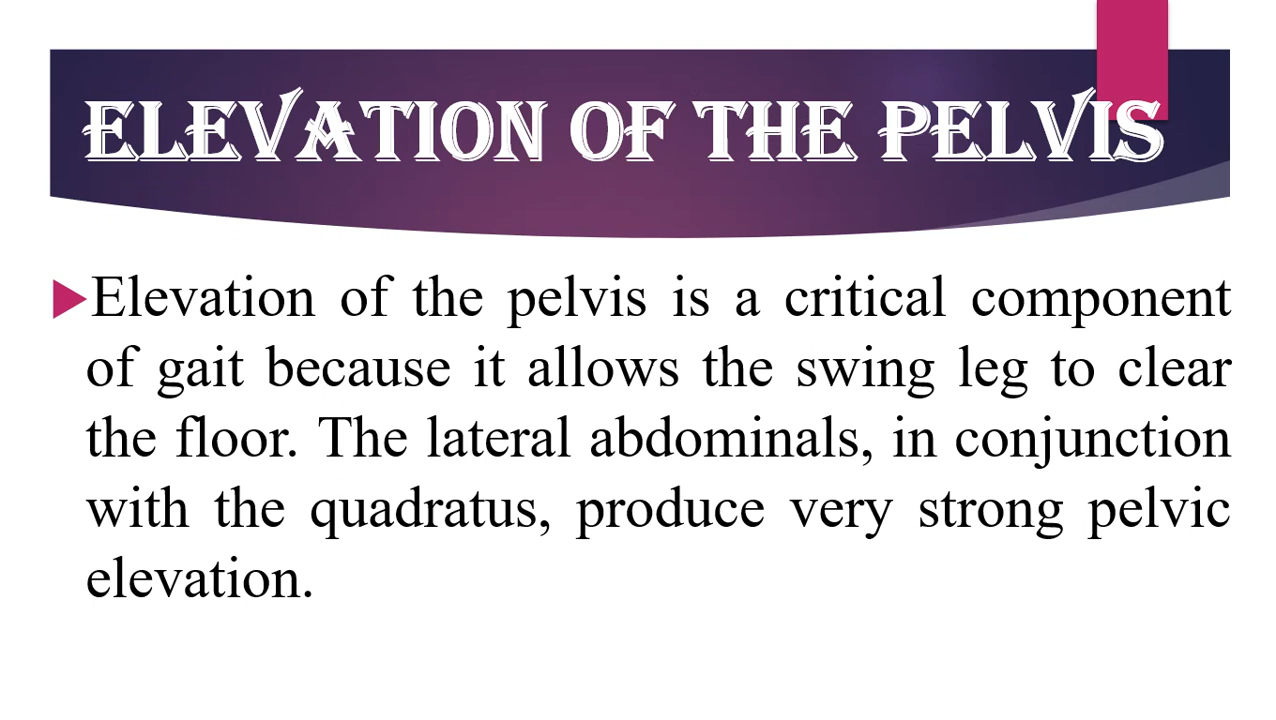 ELEVATION OF THE PELVIS
Elevation of the pelvis is a critical component
of gait because it allows the swing leg to clear
the floor. The lateral abdominals, in conjunction
with the quadratus, produce very strong pelvic
elevation.